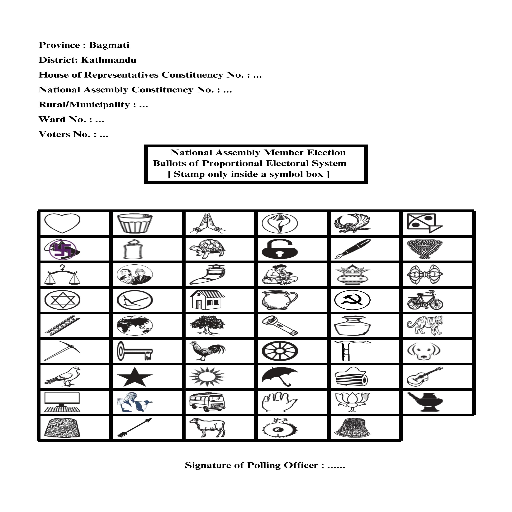 Province : Bagmati
District: Kathmandu
House of Representatives Constituency No. : ...
National Assembly Constituency No. : ...
Rural/Municipality : ...
Ward No. : ...
Voters No. : ...
National Assembly Member Election
Ballots of Proportional Electoral System
[ Stamp only inside a symbol box ]
Signature of Polling Officer : ......